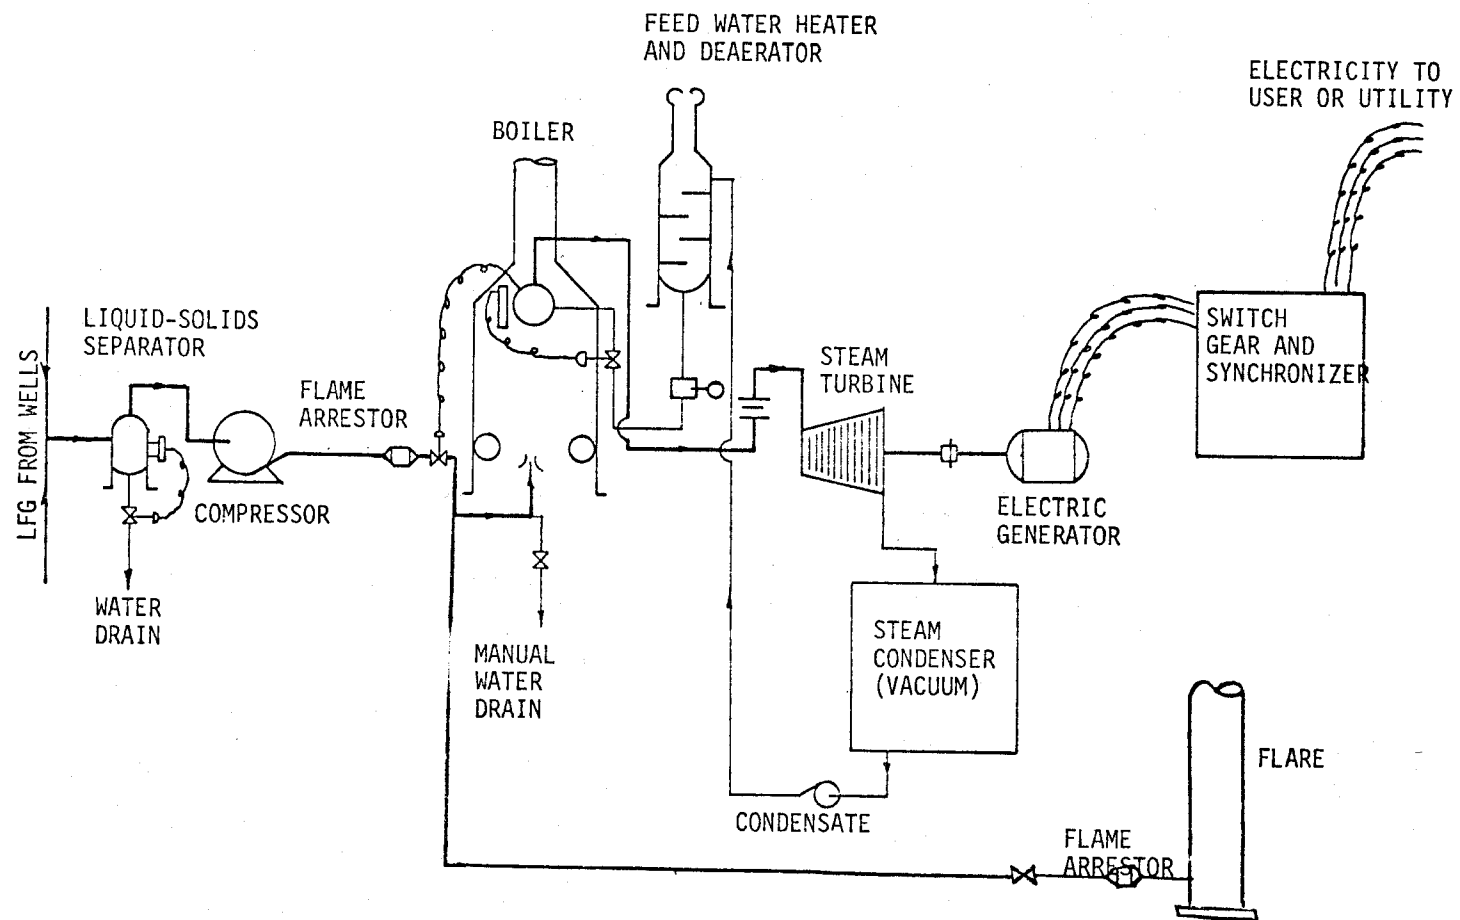 FEED WATER HEATER
AND DEAERATOR
ELECTRICITY TO
USER OR UTILITY
BOILER
LIQUID-SOLIDS
SEPARATOR
LFG FROM WELLS
FLAME
ARRESTOR
STEAM
TURBINE
SWITCH
GEAR AND
SYNCHRONIZER
COMPRESSOR
ELECTRIC
GENERATOR
WATER
DRAIN
MANUAL
WATER
DRAIN
STEAM
CONDENSER
(VACUUM)
FLARE
CONDENSATE
FLAME
ARRESTOR